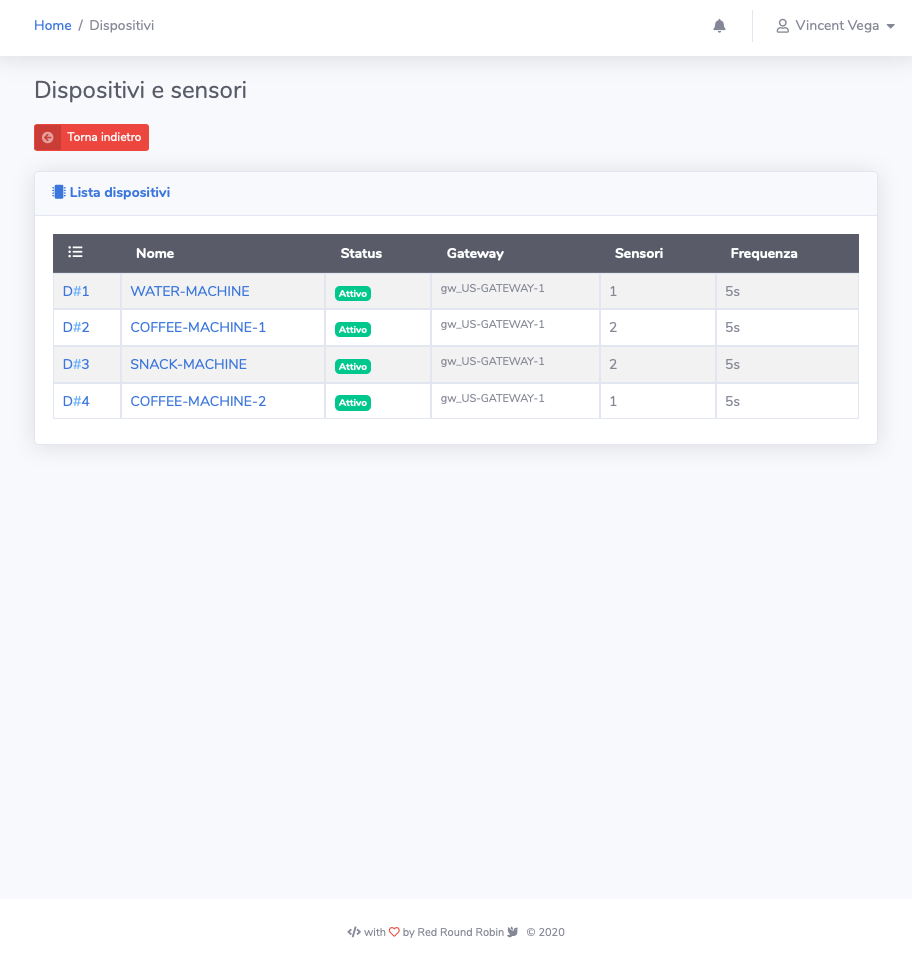 Home / Dispositivi Vincent Vega
Dispositivi e sensori
Torna indietro
Lista dispositivi
Nome Status Gateway Sensori Frequenza
D#1 WATER-MACHINE Attivo gw_US-GATEWAY-1 1 5s
D#2 COFFEE-MACHINE-1 Attivo gw_US-GATEWAY-1 2 5s
D#3 SNACK-MACHINE Attivo gw_US-GATEWAY-1 2 5s
D#4 COFFEE-MACHINE-2 Attivo gw_US-GATEWAY-1 1 5s
</> with ♡ by Red Round Robin © 2020